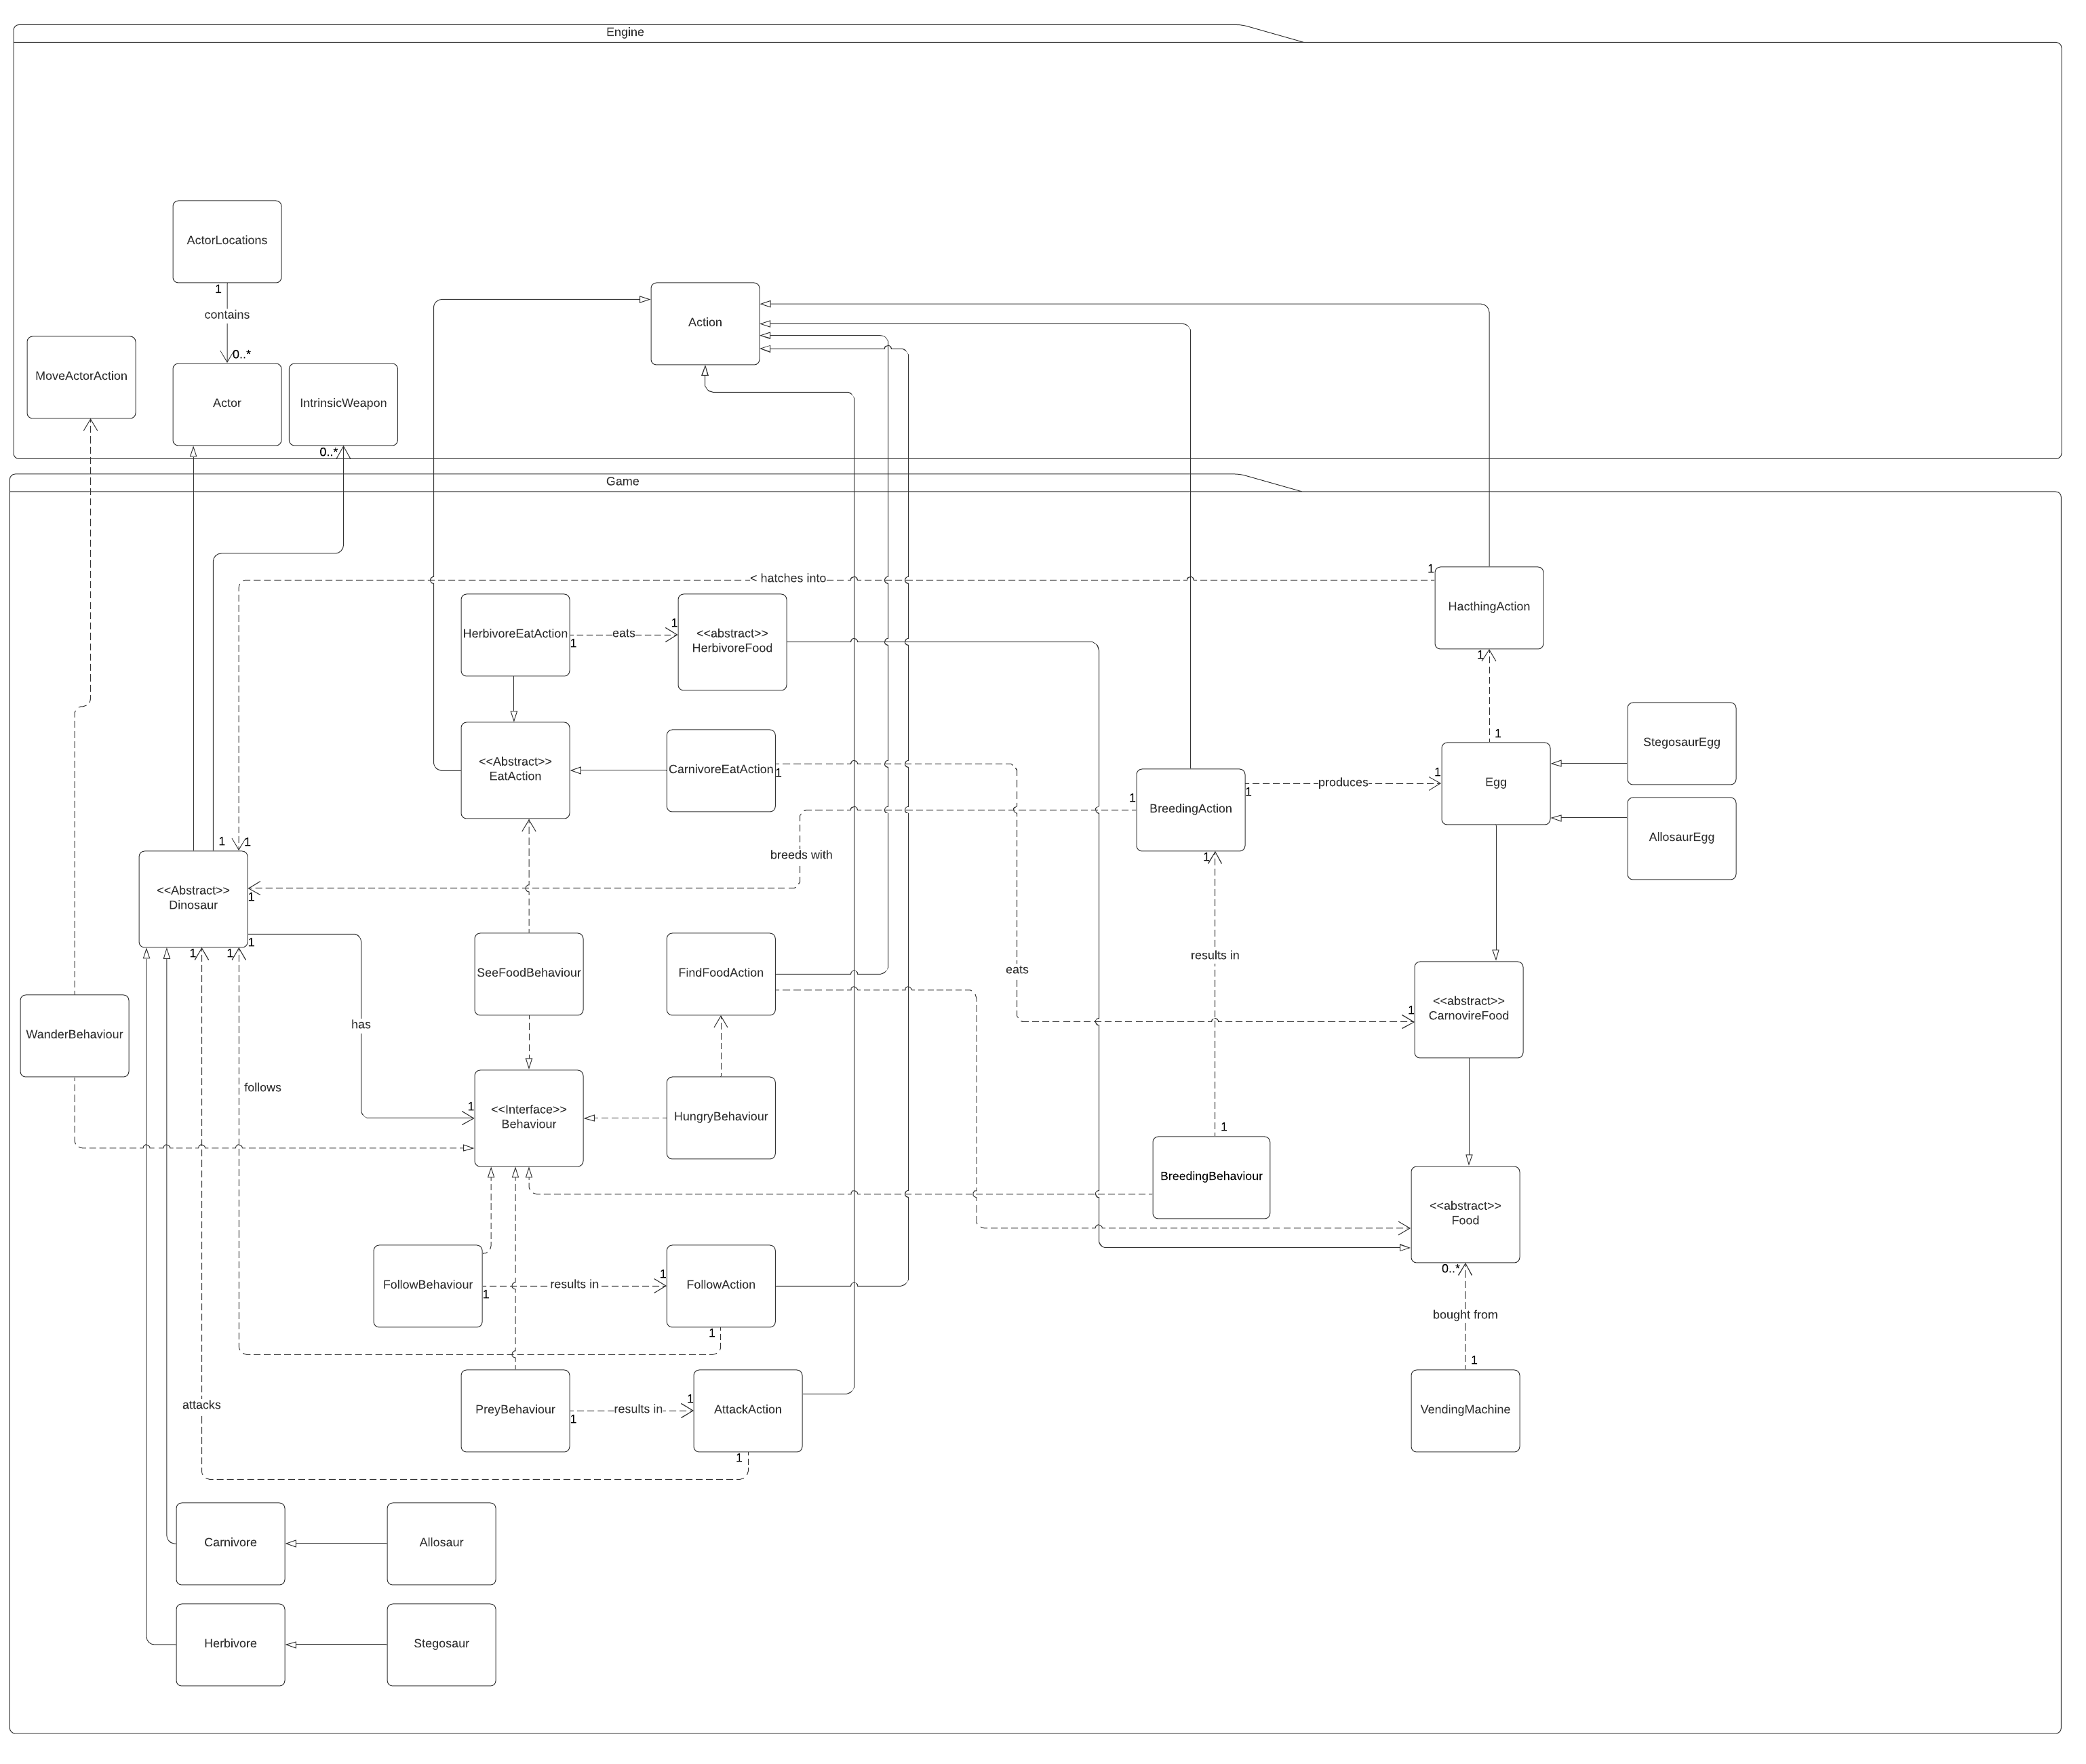 Engine
ActorLocations
1
contains
0..*
MoveActorAction
Actor
IntrinsicWeapon
0..*
Action
Game
< hatches into
1
HacthingAction
1
HerbivoreEatAction
1
eats
1
<<abstract>>
HerbivoreFood
<<Abstract>>
EatAction
CarnivoreEatAction
1
1
BreedingAction
1
produces
1
1
Egg
StegosaurEgg
AllosaurEgg
1
1
breeds with
1
<<Abstract>>
Dinosaur
1
1
1
1
results in
eats
1
SeeFoodBehaviour
FindFoodAction
<<abstract>>
CarnovireFood
WanderBehaviour
has
follows
1
<<Interface>>
Behaviour
HungryBehaviour
1
BreedingBehaviour
<<abstract>>
Food
0..*
FollowBehaviour
1
results in
1
FollowAction
1
bought from
1
attacks
PreyBehaviour
1
results in
1
AttackAction
1
VendingMachine
Carnivore
Allosaur
Herbivore
Stegosaur